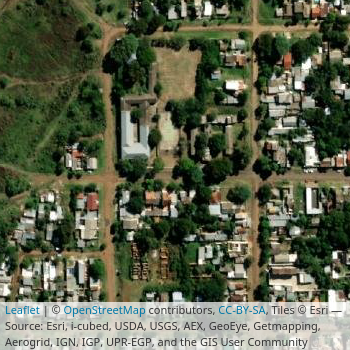 Leaflet | © OpenStreetMap contributors, CC-BY-SA, Tiles © Esri —
Source: Esri, i-cubed, USDA, USGS, AEX, GeoEye, Getmapping,
Aerogrid, IGN, IGP, UPR-EGP, and the GIS User Community